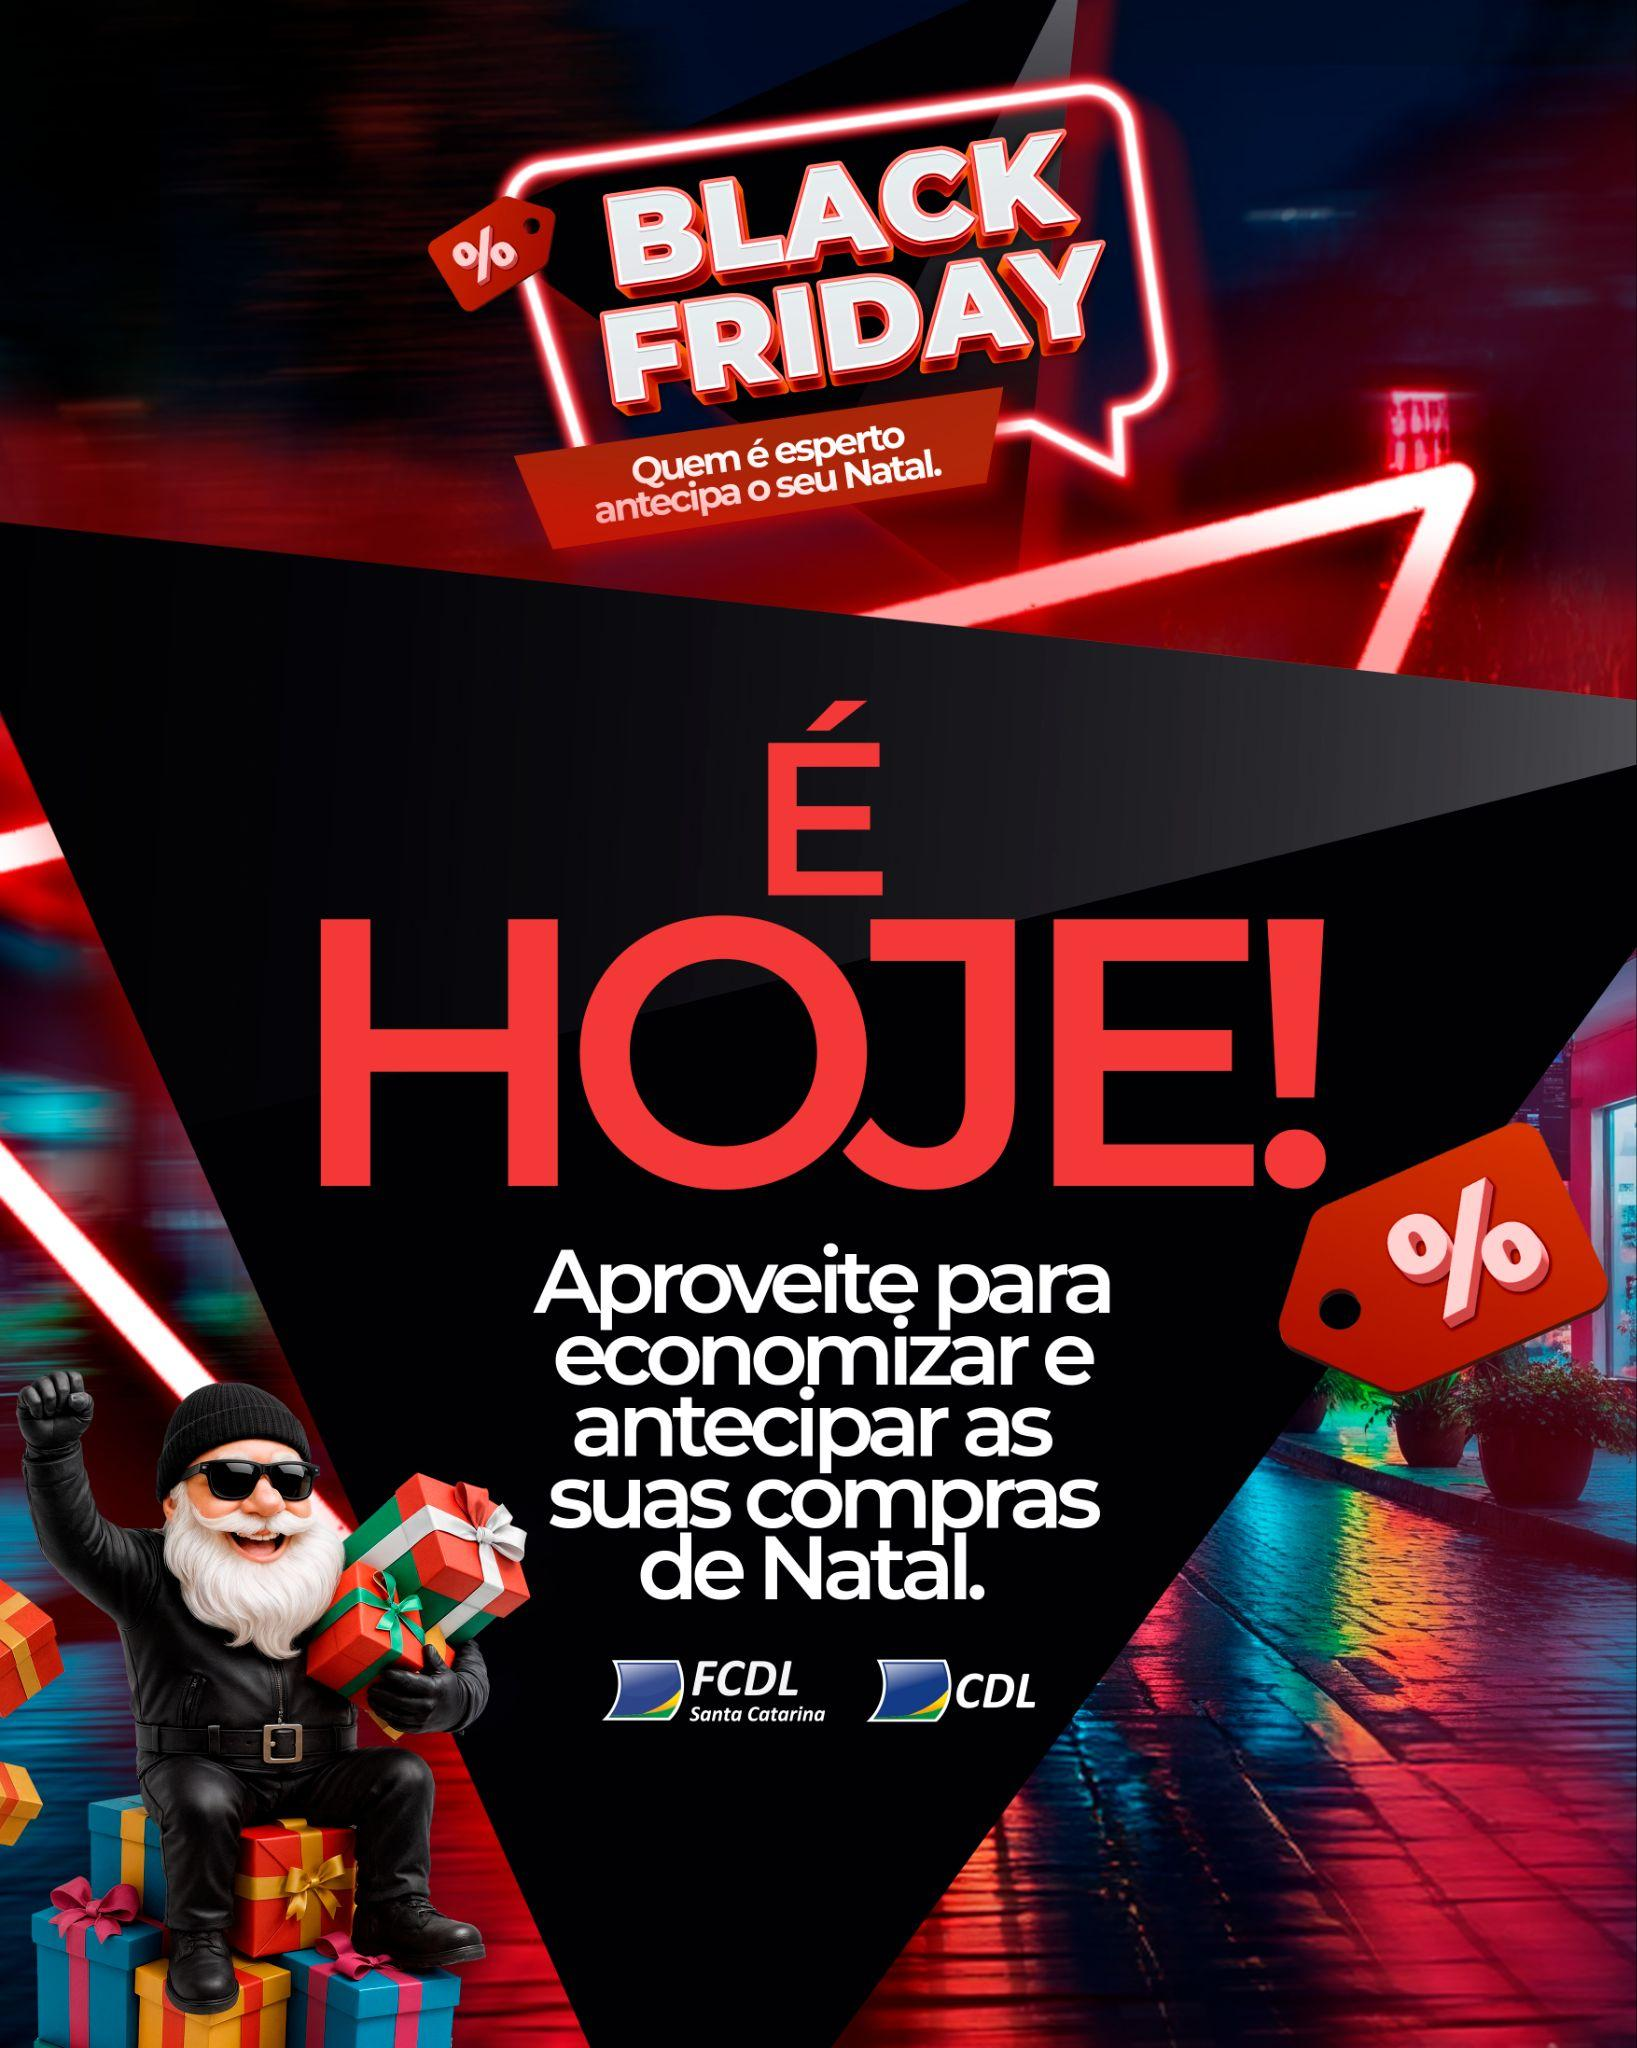 BLACK
FRIDAY
%
Quem é esperto
antecipa o seu Natal.
É
HOJE!
%
Aproveite para
economizar e
antecipar as
suas compras
de Natal.
FCDL
Santa Catarina
CDL